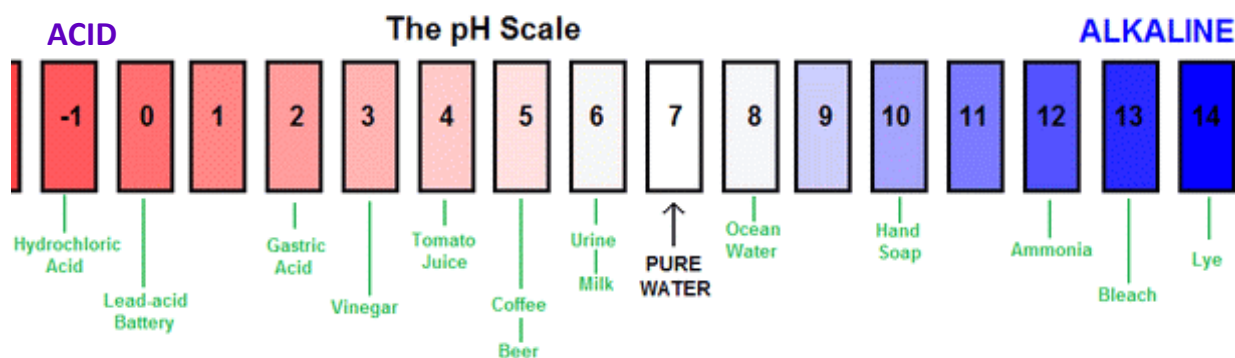 ACID
The pH Scale
ALKALINE
-1 0 1 2 3 4 5 6 7 8 9 10 11 12 13 14
Hydrochloric
Acid
Lead-acid
Battery
Gastric
Acid
Vinegar
Tomato
Juice
Coffee
Beer
Urine
Milk
PURE
WATER
Ocean
Water
Hand
Soap
Ammonia
Bleach
Lye